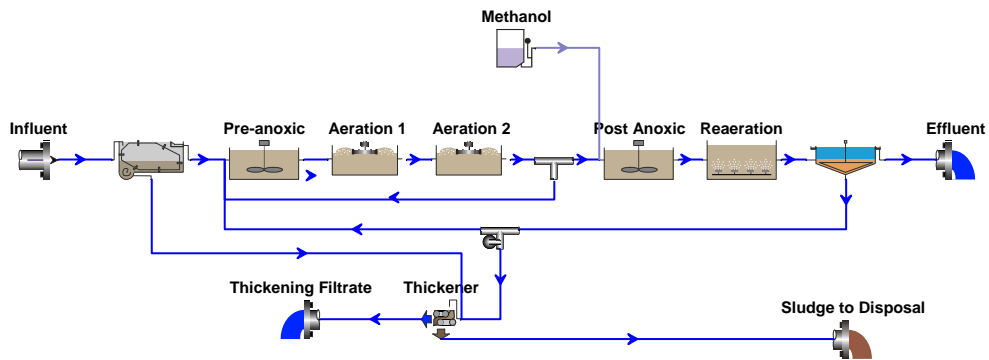 Methanol
Influent
Pre-anoxic
Aeration 1
Aeration 2
Post Anoxic
Reaeration
Effluent
Thickening Filtrate
Thickener
Sludge to Disposal